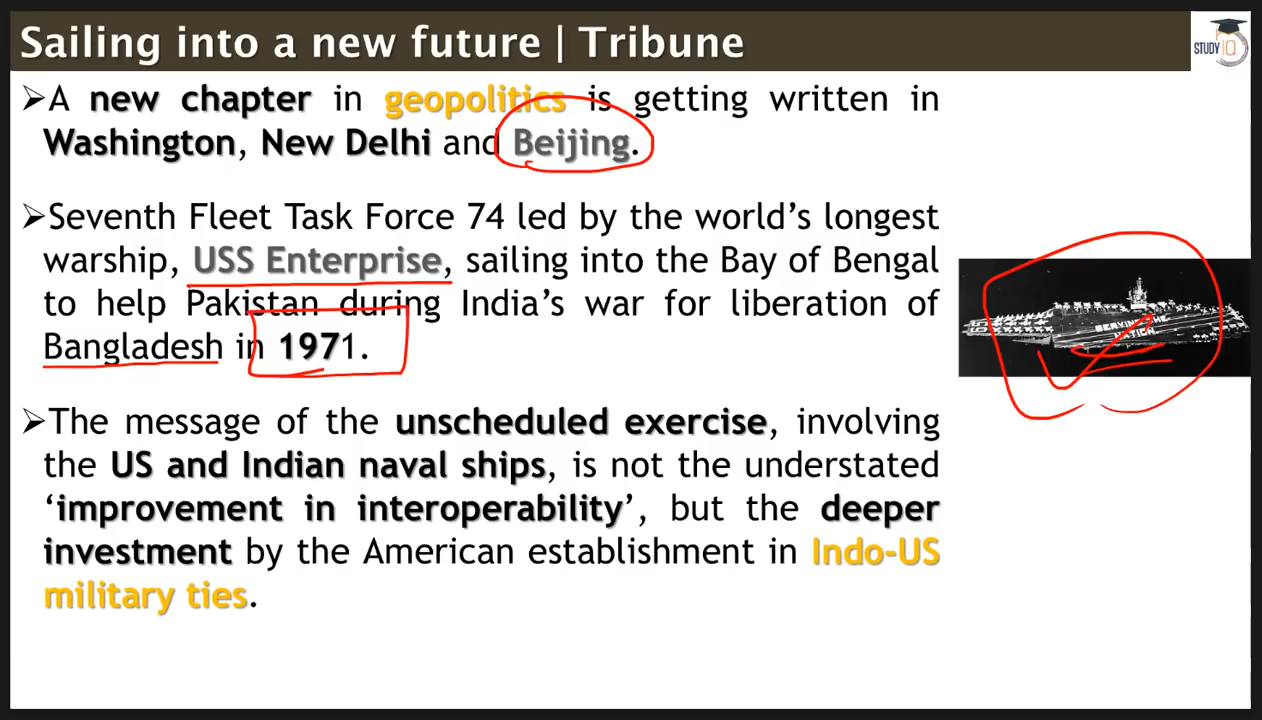 Sailing into a new future | Tribune
STUDY IQ
➢A new chapter in geopolitics is getting written in
Washington, New Delhi and Beijing.
➢Seventh Fleet Task Force 74 led by the world's longest
warship, USS Enterprise, sailing into the Bay of Bengal
to help Pakistan during India's war for liberation of
Bangladesh in 1971.
SERVING THE
NATION
➢The message of the unscheduled exercise, involving
the US and Indian naval ships, is not the understated
'improvement in interoperability', but the deeper
investment by the American establishment in Indo-US
military ties.